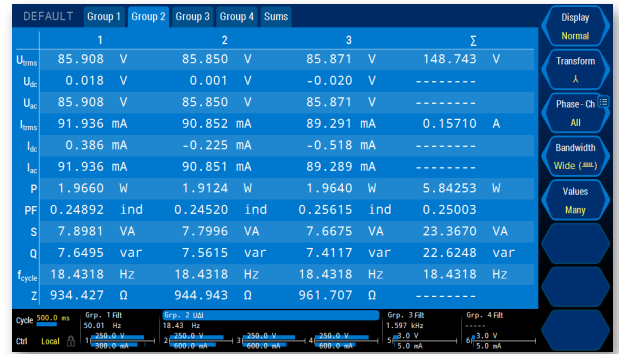 DEFAULT Group 1 Group 2 Group 3 Group 4 Sums
1 2 3 Σ
Utrms 85.908 V 85.850 V 85.871 V 148.743 V
Udc 0.018 V 0.001 V -0.020 V --------
Uac 85.908 V 85.850 V 85.871 V --------
Itrms 91.936 mA 90.852 mA 89.291 mA 0.15710 A
Idc 0.386 mA -0.225 mA -0.518 mA --------
Iac 91.936 mA 90.851 mA 89.289 mA --------
P 1.9660 W 1.9124 W 1.9640 W 5.84253 W
PF 0.24892 ind 0.24520 ind 0.25615 ind 0.25003
S 7.8981 VA 7.7996 VA 7.6675 VA 23.3670 VA
Q 7.6495 var 7.5615 var 7.4117 var 22.6248 var
fcycle 18.4318 Hz 18.4318 Hz 18.4318 Hz 18.4318 Hz
Z 934.427 Ω 944.943 Ω 961.707 Ω --------
Display
Normal
Transform
Phase - Ch
All
Bandwidth
Wide
Values
Many
Cycle 500.0 ms Grp. 1 Filt Grp. 2 UΔI Grp. 3 Filt Grp. 4 Filt
50.01 Hz 18.43 Hz 1.597 kHz -----
Ctrl Local 1 250.0 V 2 250.0 V 3 250.0 V 4 250.0 V 5 3.0 V 6 3.0 V
300.0 mA 600.0 mA 600.0 mA 600.0 mA 5.0 mA 5.0 mA